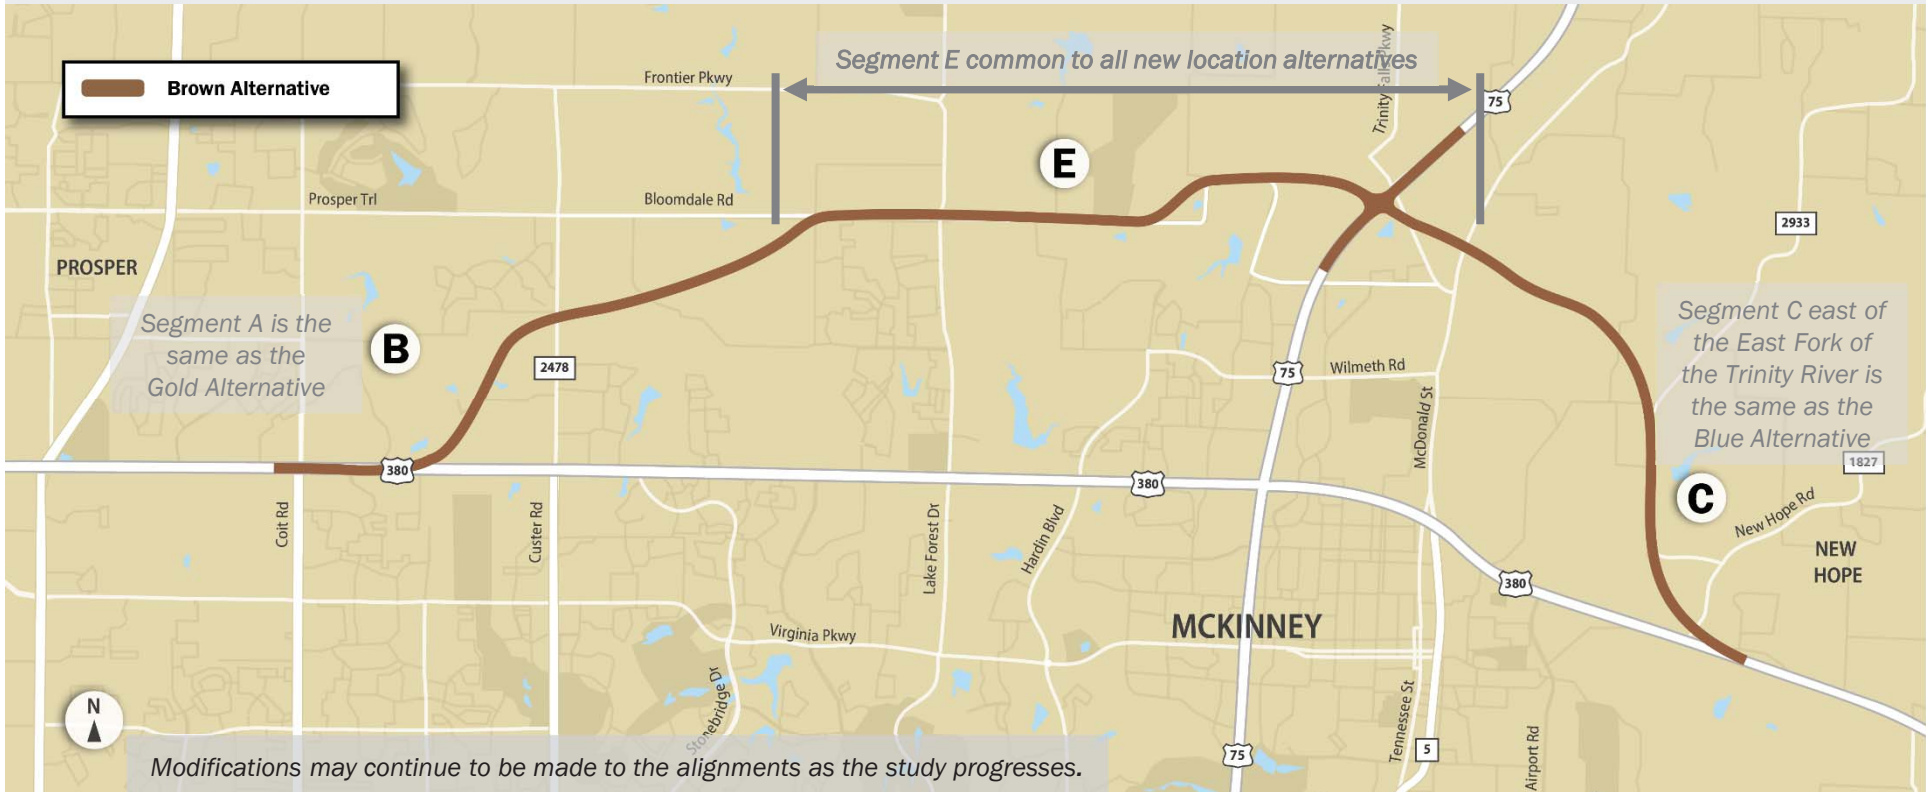 Brown Alternative
Segment E common to all new location alternatives
Frontier Pkwy
Trinity Falls Pkwy
75
E
Prosper Trl
Bloomdale Rd
2933
PROSPER
Segment A is the
same as the
Gold Alternative
B
2478
75
Wilmeth Rd
McDonald St
Segment C east of
the East Fork of
the Trinity River is
the same as the
Blue Alternative
1827
380
380
C
New Hope Rd
Coit Rd
Custer Rd
Lake Forest Dr
Hardin Blvd
380
NEW
HOPE
MCKINNEY
Virginia Pkwy
Stonebridge Dr
Tennessee St
N
75
5
Airport Rd
Modifications may continue to be made to the alignments as the study progresses.